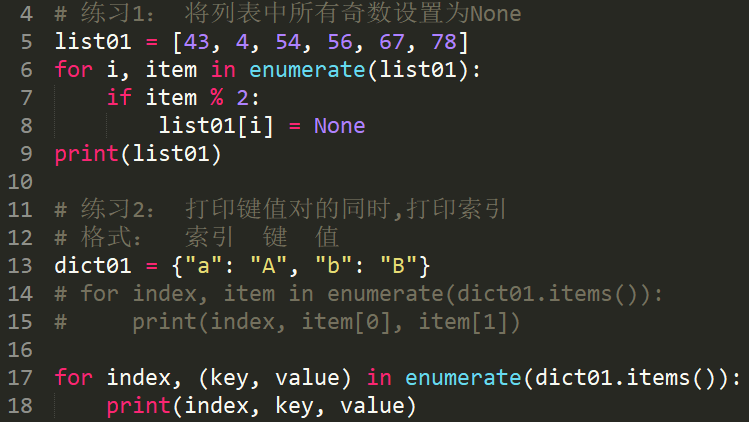 4 # 练习1： 将列表中所有奇数设置为None
5 list01 = [43, 4, 54, 56, 67, 78]
6 for i, item in enumerate(list01):
7     if item % 2:
8         list01[i] = None
9 print(list01)
10
11 # 练习2： 打印键值对的同时,打印索引
12 # 格式：  索引  键  值
13 dict01 = {"a": "A", "b": "B"}
14 # for index, item in enumerate(dict01.items()):
15 #     print(index, item[0], item[1])
16
17 for index, (key, value) in enumerate(dict01.items()):
18     print(index, key, value)